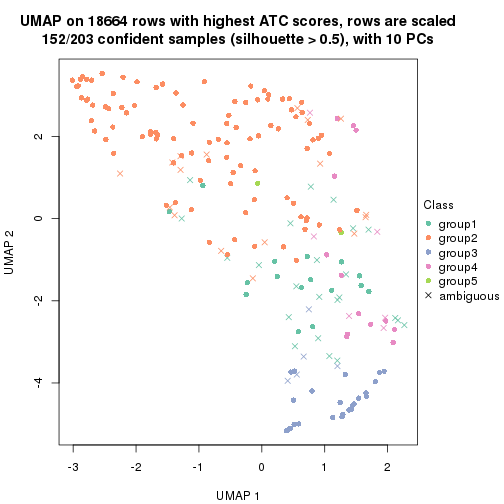 UMAP on 18664 rows with highest ATC scores, rows are scaled
152/203 confident samples (silhouette > 0.5), with 10 PCs
UMAP 2
2
0
-2
-4
-3
-2
-1
0
1
2
UMAP 1
Class
group1
group2
group3
group4
group5
ambiguous